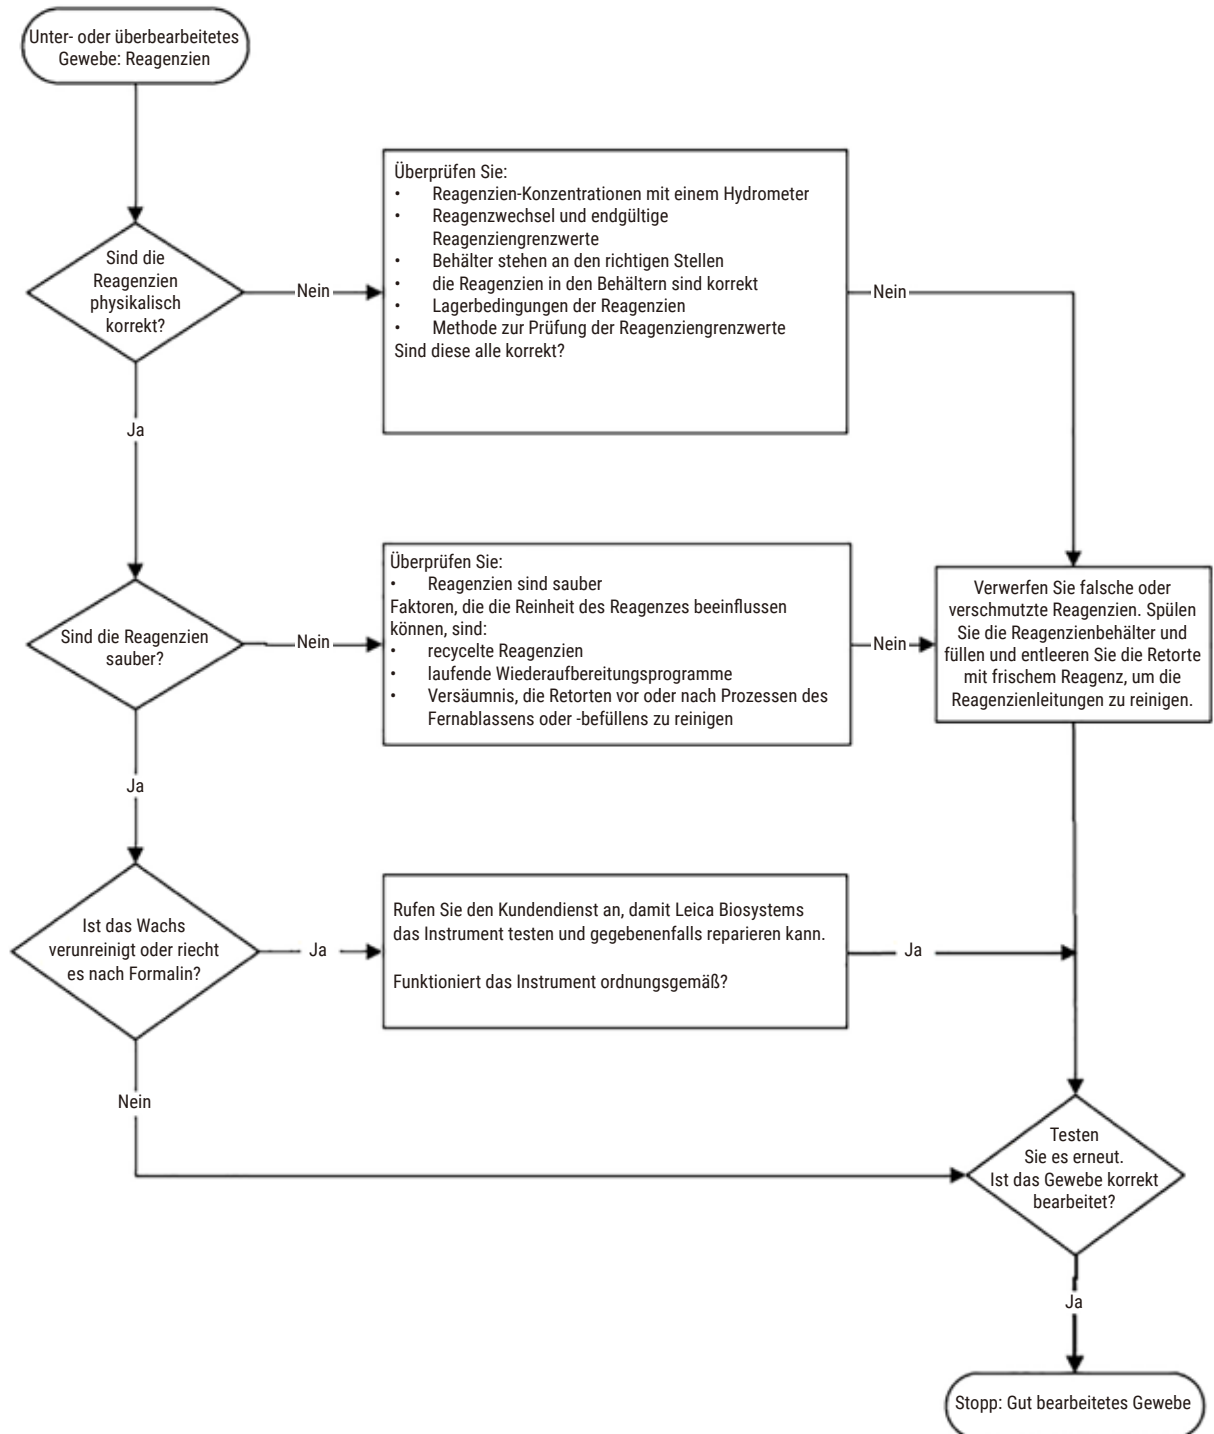 Unter- oder überbearbeitetes
Gewebe: Reagenzien
Sind die
Reagenzien
physikalisch
korrekt?
Nein
Überprüfen Sie:
• Reagenzien-Konzentrationen mit einem Hydrometer
• Reagenzwechsel und endgültige
Reagenziengrenzwerte
• Behälter stehen an den richtigen Stellen
• die Reagenzien in den Behältern sind korrekt
• Lagerbedingungen der Reagenzien
• Methode zur Prüfung der Reagenziengrenzwerte
Sind diese alle korrekt?
Nein
Ja
Sind die Reagenzien
sauber?
Nein
Überprüfen Sie:
• Reagenzien sind sauber
Faktoren, die die Reinheit des Reagenzes beeinflussen
können, sind:
• recycelte Reagenzien
• laufende Wiederaufbereitungsprogramme
• Versäumnis, die Retorten vor oder nach Prozessen des
Fernablassens oder -befüllens zu reinigen
Nein
Verwerfen Sie falsche oder
verschmutzte Reagenzien. Spülen
Sie die Reagenzienbehälter und
füllen und entleeren Sie die Retorte
mit frischem Reagenz, um die
Reagenzienleitungen zu reinigen.
Ja
Ist das Wachs
verunreinigt oder riecht
es nach Formalin?
Ja
Rufen Sie den Kundendienst an, damit Leica Biosystems
das Instrument testen und gegebenenfalls reparieren kann.
Funktioniert das Instrument ordnungsgemäß?
Ja
Nein
Testen
Sie es erneut.
Ist das Gewebe korrekt
bearbeitet?
Ja
Stopp: Gut bearbeitetes Gewebe